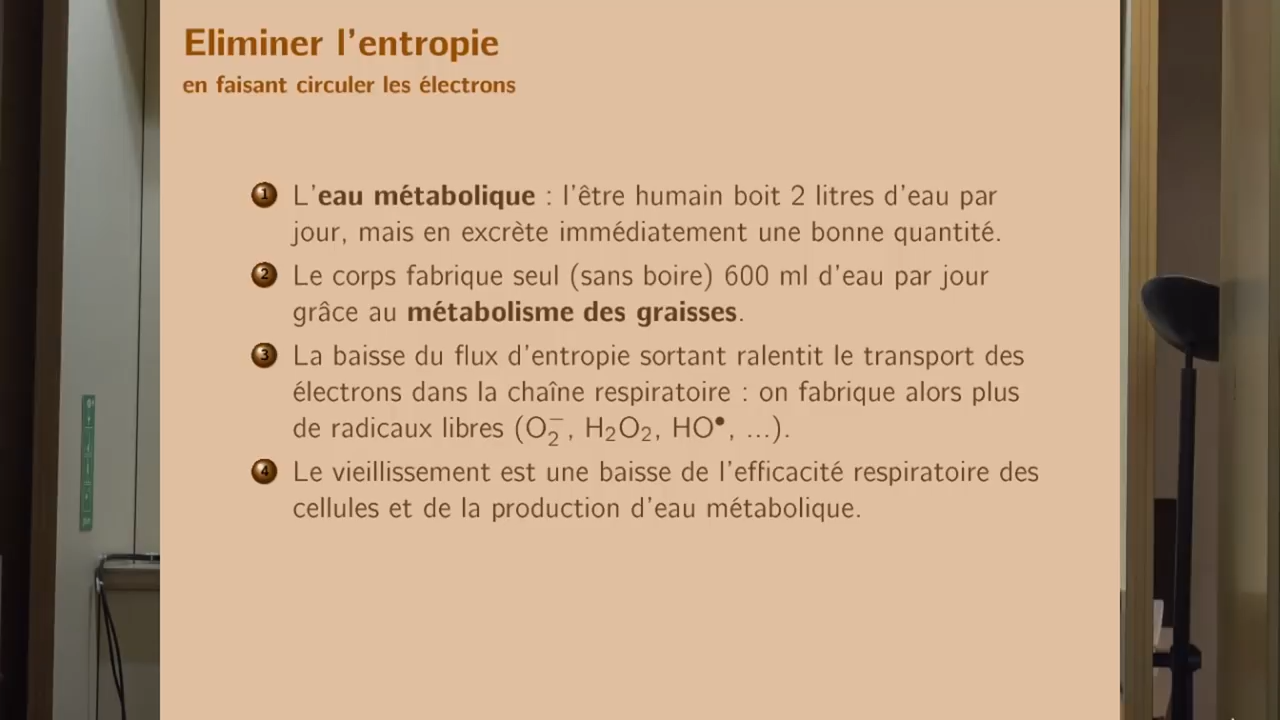 Eliminer l'entropie
en faisant circuler les électrons
1 L'eau métabolique : l'être humain boit 2 litres d'eau par
jour, mais en excrète immédiatement une bonne quantité.
2 Le corps fabrique seul (sans boire) 600 ml d'eau par jour
grâce au métabolisme des graisses.
3 La baisse du flux d'entropie sortant ralentit le transport des
électrons dans la chaîne respiratoire : on fabrique alors plus
de radicaux libres (O₂⁻, H₂O₂, HO•, ...).
4 Le vieillissement est une baisse de l'efficacité respiratoire des
cellules et de la production d'eau métabolique.